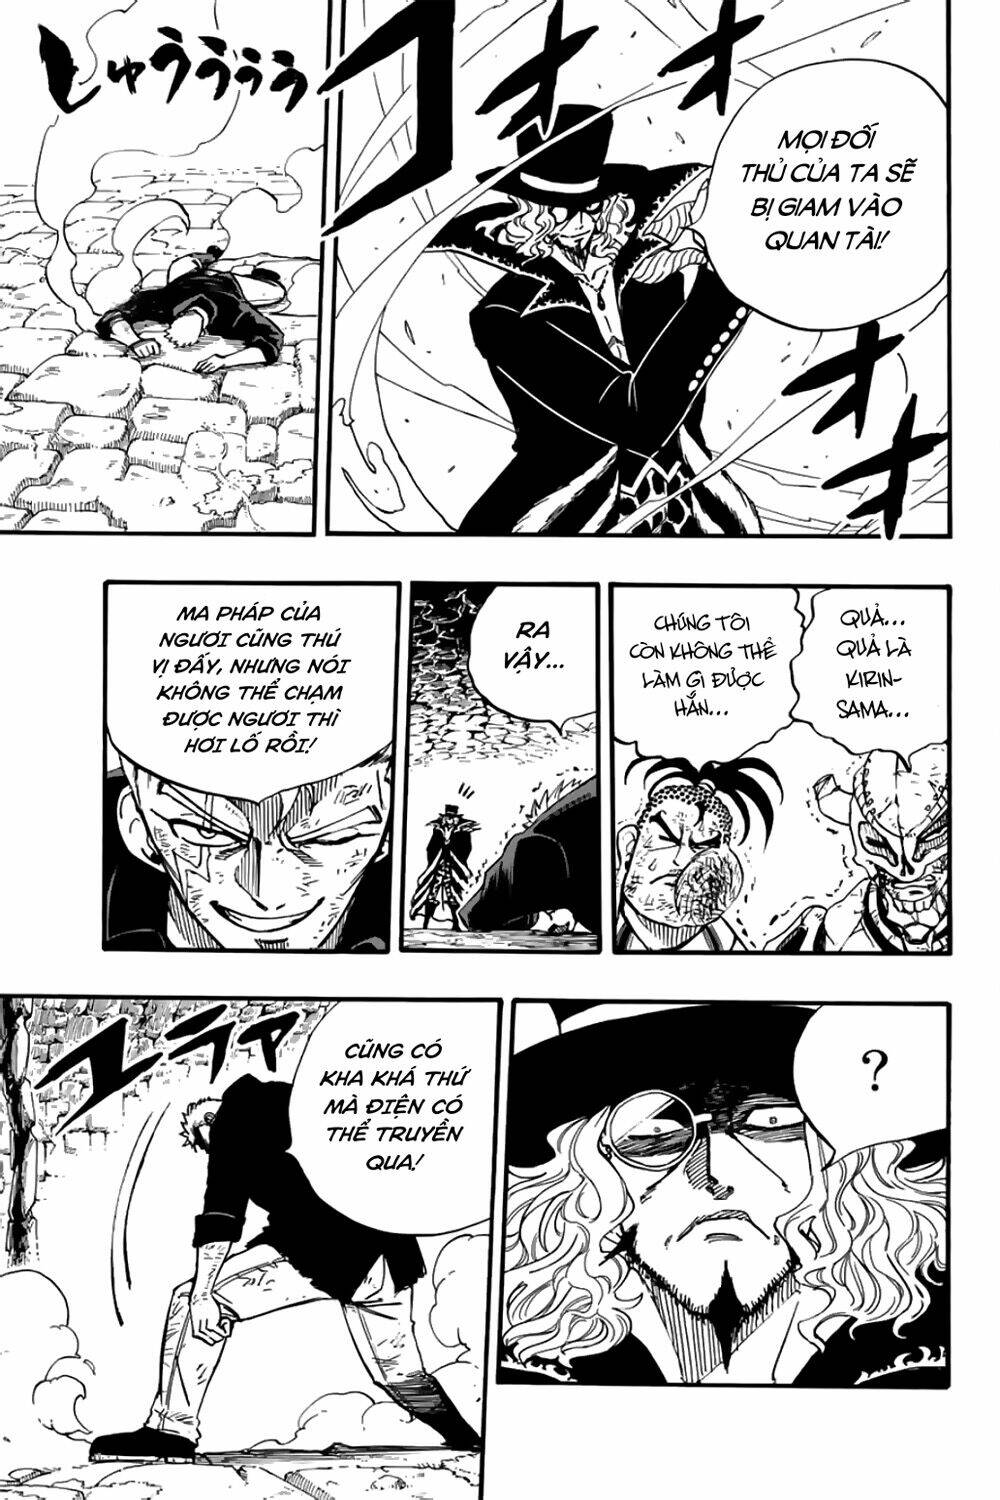 オオオオ
MỌI ĐỐI
THỦ CỦA TA SẼ
BỊ GIAM VÀO
QUAN TÀI!
しゅうううう
QUẢ...
QUẢ LÀ
KIRIN-
SAMA...
CHÚNG TÔI
CÒN KHÔNG THỂ
LÀM GÌ ĐƯỢC
HẮN...
RA
VẬY...
!!
MA PHÁP CỦA
NGƯƠI CŨNG THÚ
VỊ ĐẤY, NHƯNG NÓI
KHÔNG THỂ CHẠM
ĐƯỢC NGƯƠI THÌ
HƠI LỐ RỒI!
?
CŨNG CÓ
KHA KHÁ THỨ
MÀ ĐIỆN CÓ
THỂ TRUYỀN
QUA!
ユラァ